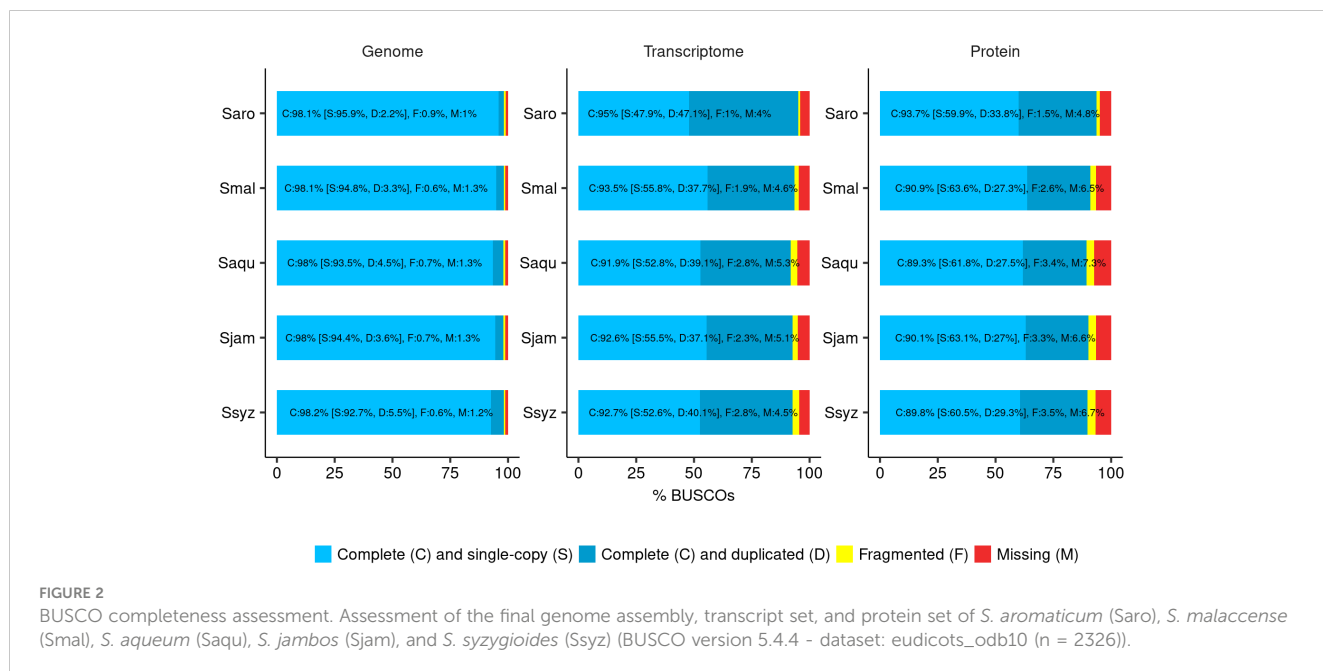 Genome Transcriptome Protein
Saro C:98.1% [S:95.9%, D:2.2%], F:0.9%, M:1% Saro C:95% [S:47.9%, D:47.1%], F:1%, M:4% Saro C:93.7% [S:59.9%, D:33.8%], F:1.5%, M:4.8%
Smal C:98.1% [S:94.8%, D:3.3%], F:0.6%, M:1.3% Smal C:93.5% [S:55.8%, D:37.7%], F:1.9%, M:4.6% Smal C:90.9% [S:63.6%, D:27.3%], F:2.6%, M:6.5%
Saqu C:98% [S:93.5%, D:4.5%], F:0.7%, M:1.3% Saqu C:91.9% [S:52.8%, D:39.1%], F:2.8%, M:5.3% Saqu C:89.3% [S:61.8%, D:27.5%], F:3.4%, M:7.3%
Sjam C:98% [S:94.4%, D:3.6%], F:0.7%, M:1.3% Sjam C:92.6% [S:55.5%, D:37.1%], F:2.3%, M:5.1% Sjam C:90.1% [S:63.1%, D:27%], F:3.3%, M:6.6%
Ssyz C:98.2% [S:92.7%, D:5.5%], F:0.6%, M:1.2% Ssyz C:92.7% [S:52.6%, D:40.1%], F:2.8%, M:4.5% Ssyz C:89.8% [S:60.5%, D:29.3%], F:3.5%, M:6.7%
0 25 50 75 100 0 25 50 75 100 0 25 50 75 100
% BUSCOs
Complete (C) and single-copy (S) Complete (C) and duplicated (D) Fragmented (F) Missing (M)
FIGURE 2
BUSCO completeness assessment. Assessment of the final genome assembly, transcript set, and protein set of S. aromaticum (Saro), S. malaccense
(Smal), S. aqueum (Saqu), S. jambos (Sjam), and S. syzygioides (Ssyz) (BUSCO version 5.4.4 - dataset: eudicots_odb10 (n = 2326)).